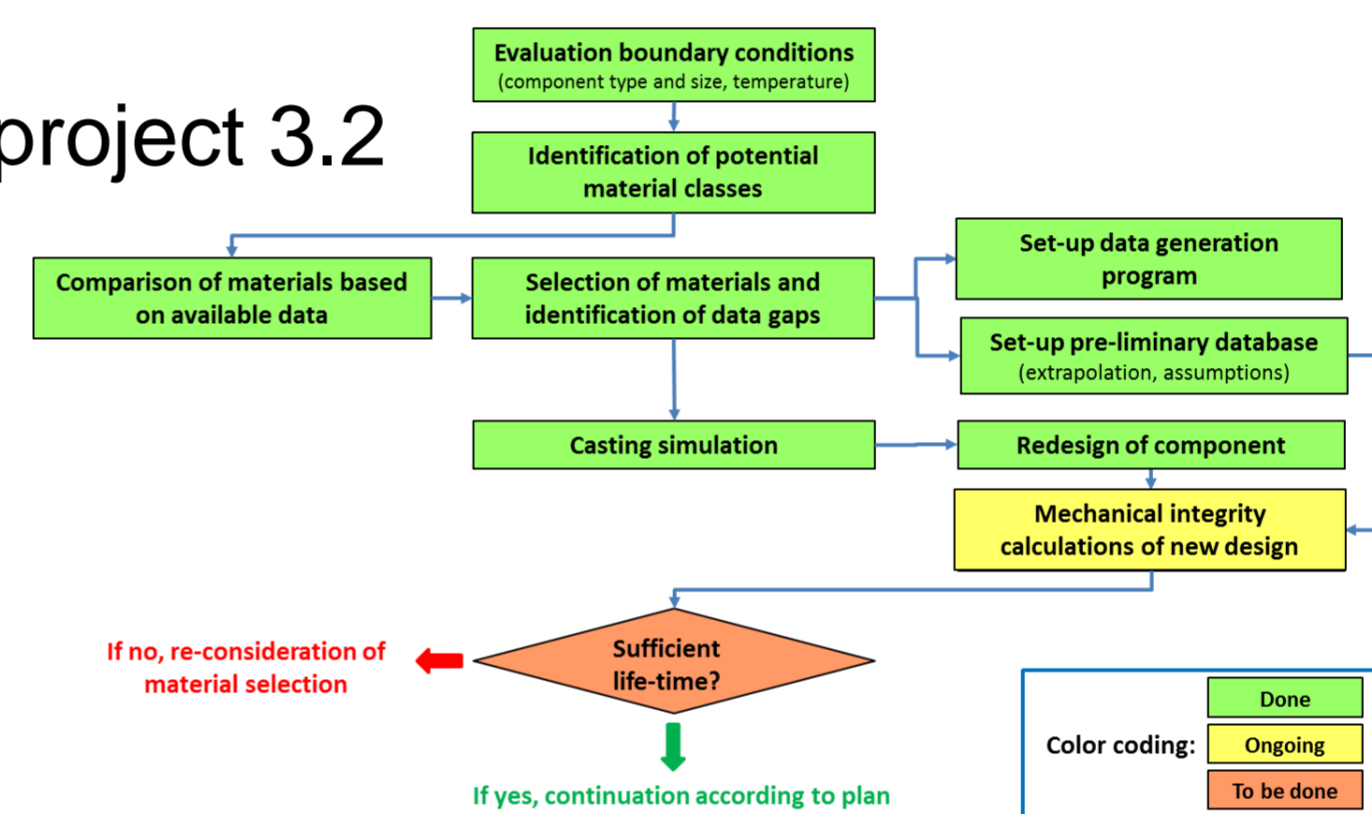 project 3.2
Evaluation boundary conditions
(component type and size, temperature)
Identification of potential
material classes
Comparison of materials based
on available data
Selection of materials and
identification of data gaps
Set-up data generation
program
Set-up pre-liminary database
(extrapolation, assumptions)
Casting simulation
Redesign of component
Mechanical integrity
calculations of new design
Sufficient
life-time?
If no, re-consideration of
material selection
If yes, continuation according to plan
Color coding:
Done
Ongoing
To be done